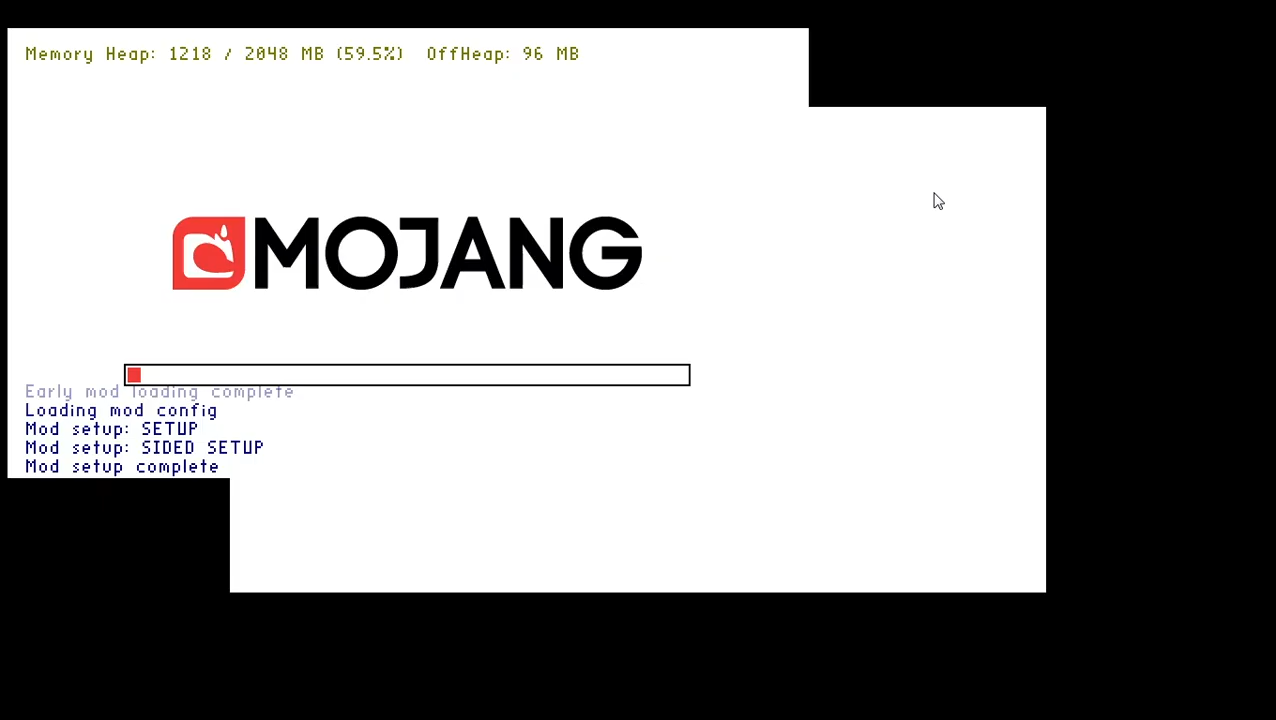 Memory Heap: 1218 / 2048 MB (59.5%) OffHeap: 96 MB
MOJANG
Early mod loading complete
Loading mod config
Mod setup: SETUP
Mod setup: SIDED SETUP
Mod setup complete